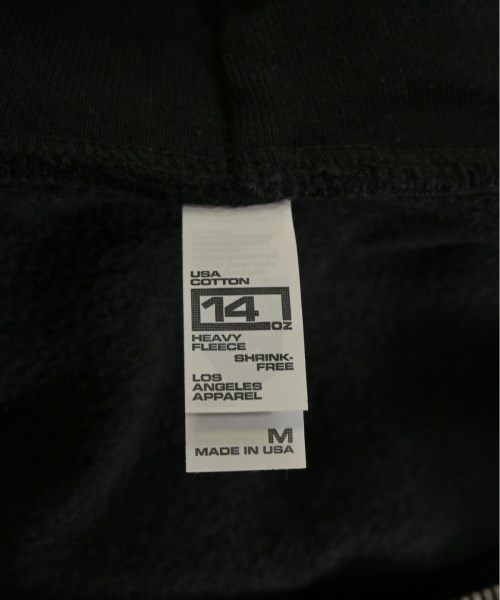 USA
COTTON
14
OZ
HEAVY
FLEECE
SHRINK-
FREE
LOS
ANGELES
APPAREL
M
MADE IN USA